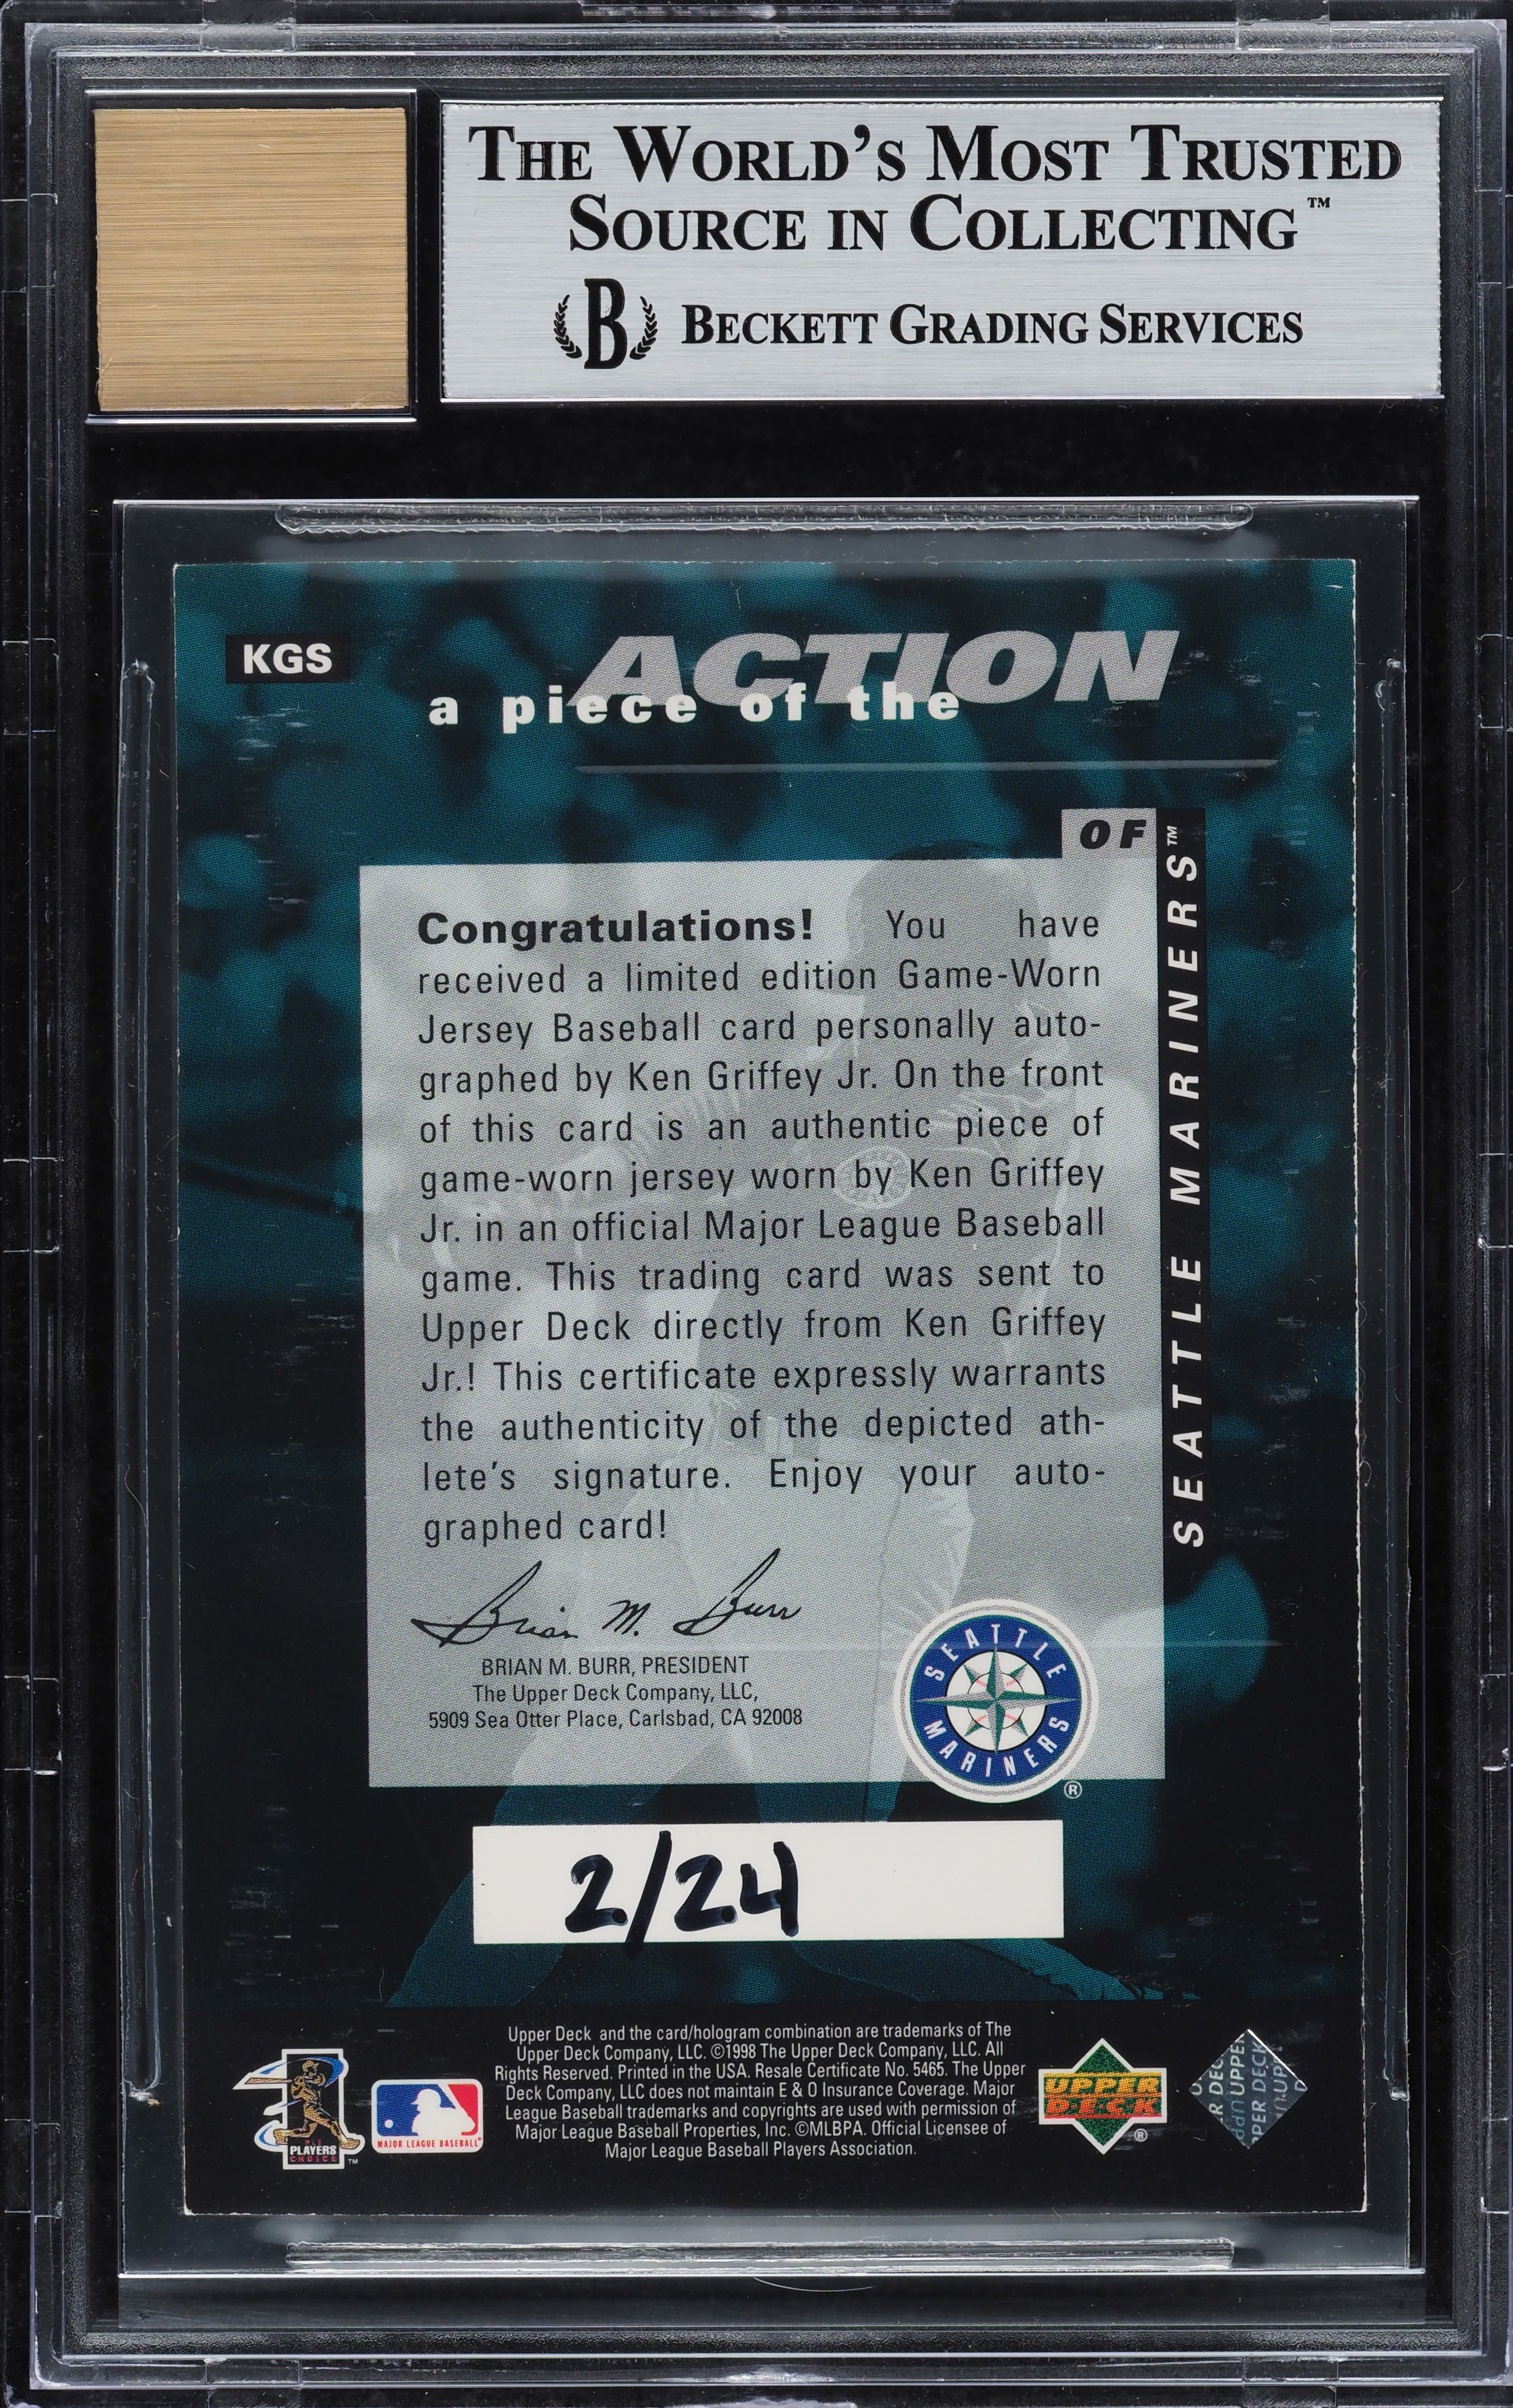 THE WORLD'S MOST TRUSTED
SOURCE IN COLLECTING™
B BECKETT GRADING SERVICES
KGS
ACTION
a piece of the
OF
SEATTLE MARINERS™
Congratulations! You have
received a limited edition Game-Worn
Jersey Baseball card personally auto-
graphed by Ken Griffey Jr. On the front
of this card is an authentic piece of
game-worn jersey worn by Ken Griffey
Jr. in an official Major League Baseball
game. This trading card was sent to
Upper Deck directly from Ken Griffey
Jr.! This certificate expressly warrants
the authenticity of the depicted ath-
lete's signature. Enjoy your auto-
graphed card!
Brian M. Burr
BRIAN M. BURR, PRESIDENT
The Upper Deck Company, LLC,
5909 Sea Otter Place, Carlsbad, CA 92008
SEATTLE
MARINERS
®
2/24
Upper Deck and the card/hologram combination are trademarks of The
Upper Deck Company, LLC. ©1998 The Upper Deck Company, LLC. All
Rights Reserved. Printed in the USA. Resale Certificate No. 5465. The Upper
Deck Company, LLC does not maintain E & O Insurance Coverage. Major
League Baseball trademarks and copyrights are used with permission of
Major League Baseball Properties, Inc. ©MLBPA. Official Licensee of
Major League Baseball Players Association.
PLAYERS
CHOICE ™
MAJOR LEAGUE BASEBALL
UPPER
DECK ®
R DEC
UPPER
PER DECK
UPP